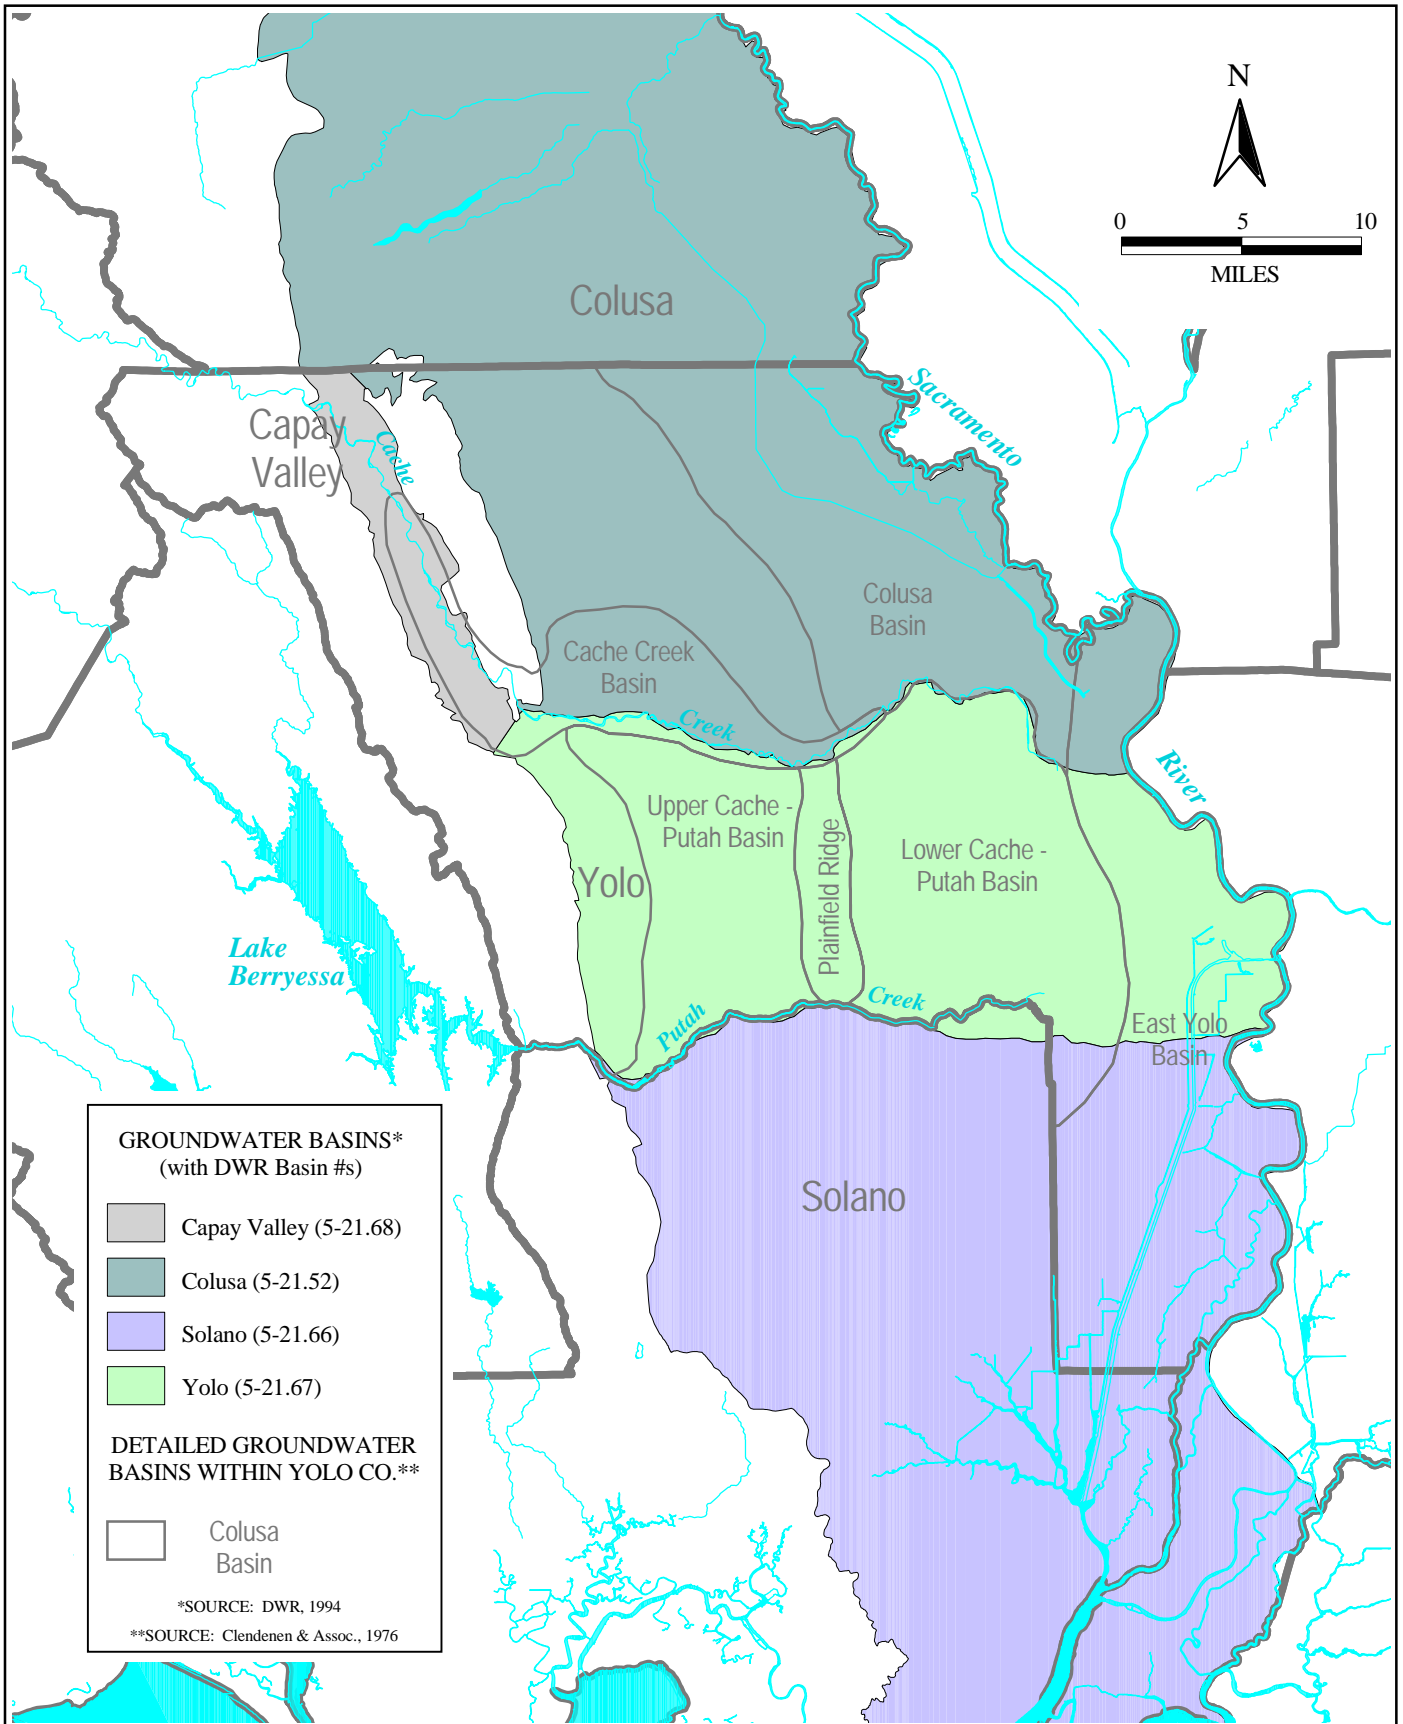 N
0 5 10
MILES
Colusa
Sacramento
Capay
Valley
Cache
Colusa
Basin
Cache Creek
Basin
Creek
River
Upper Cache -
Putah Basin
Plainfield Ridge
Lower Cache -
Putah Basin
Yolo
Lake
Berryessa
Putah
Creek
East Yolo
Basin
Solano
GROUNDWATER BASINS*
(with DWR Basin #s)
Capay Valley (5-21.68)
Colusa (5-21.52)
Solano (5-21.66)
Yolo (5-21.67)
DETAILED GROUNDWATER
BASINS WITHIN YOLO CO.**
Colusa
Basin
*SOURCE: DWR, 1994
**SOURCE: Clendenen & Assoc., 1976